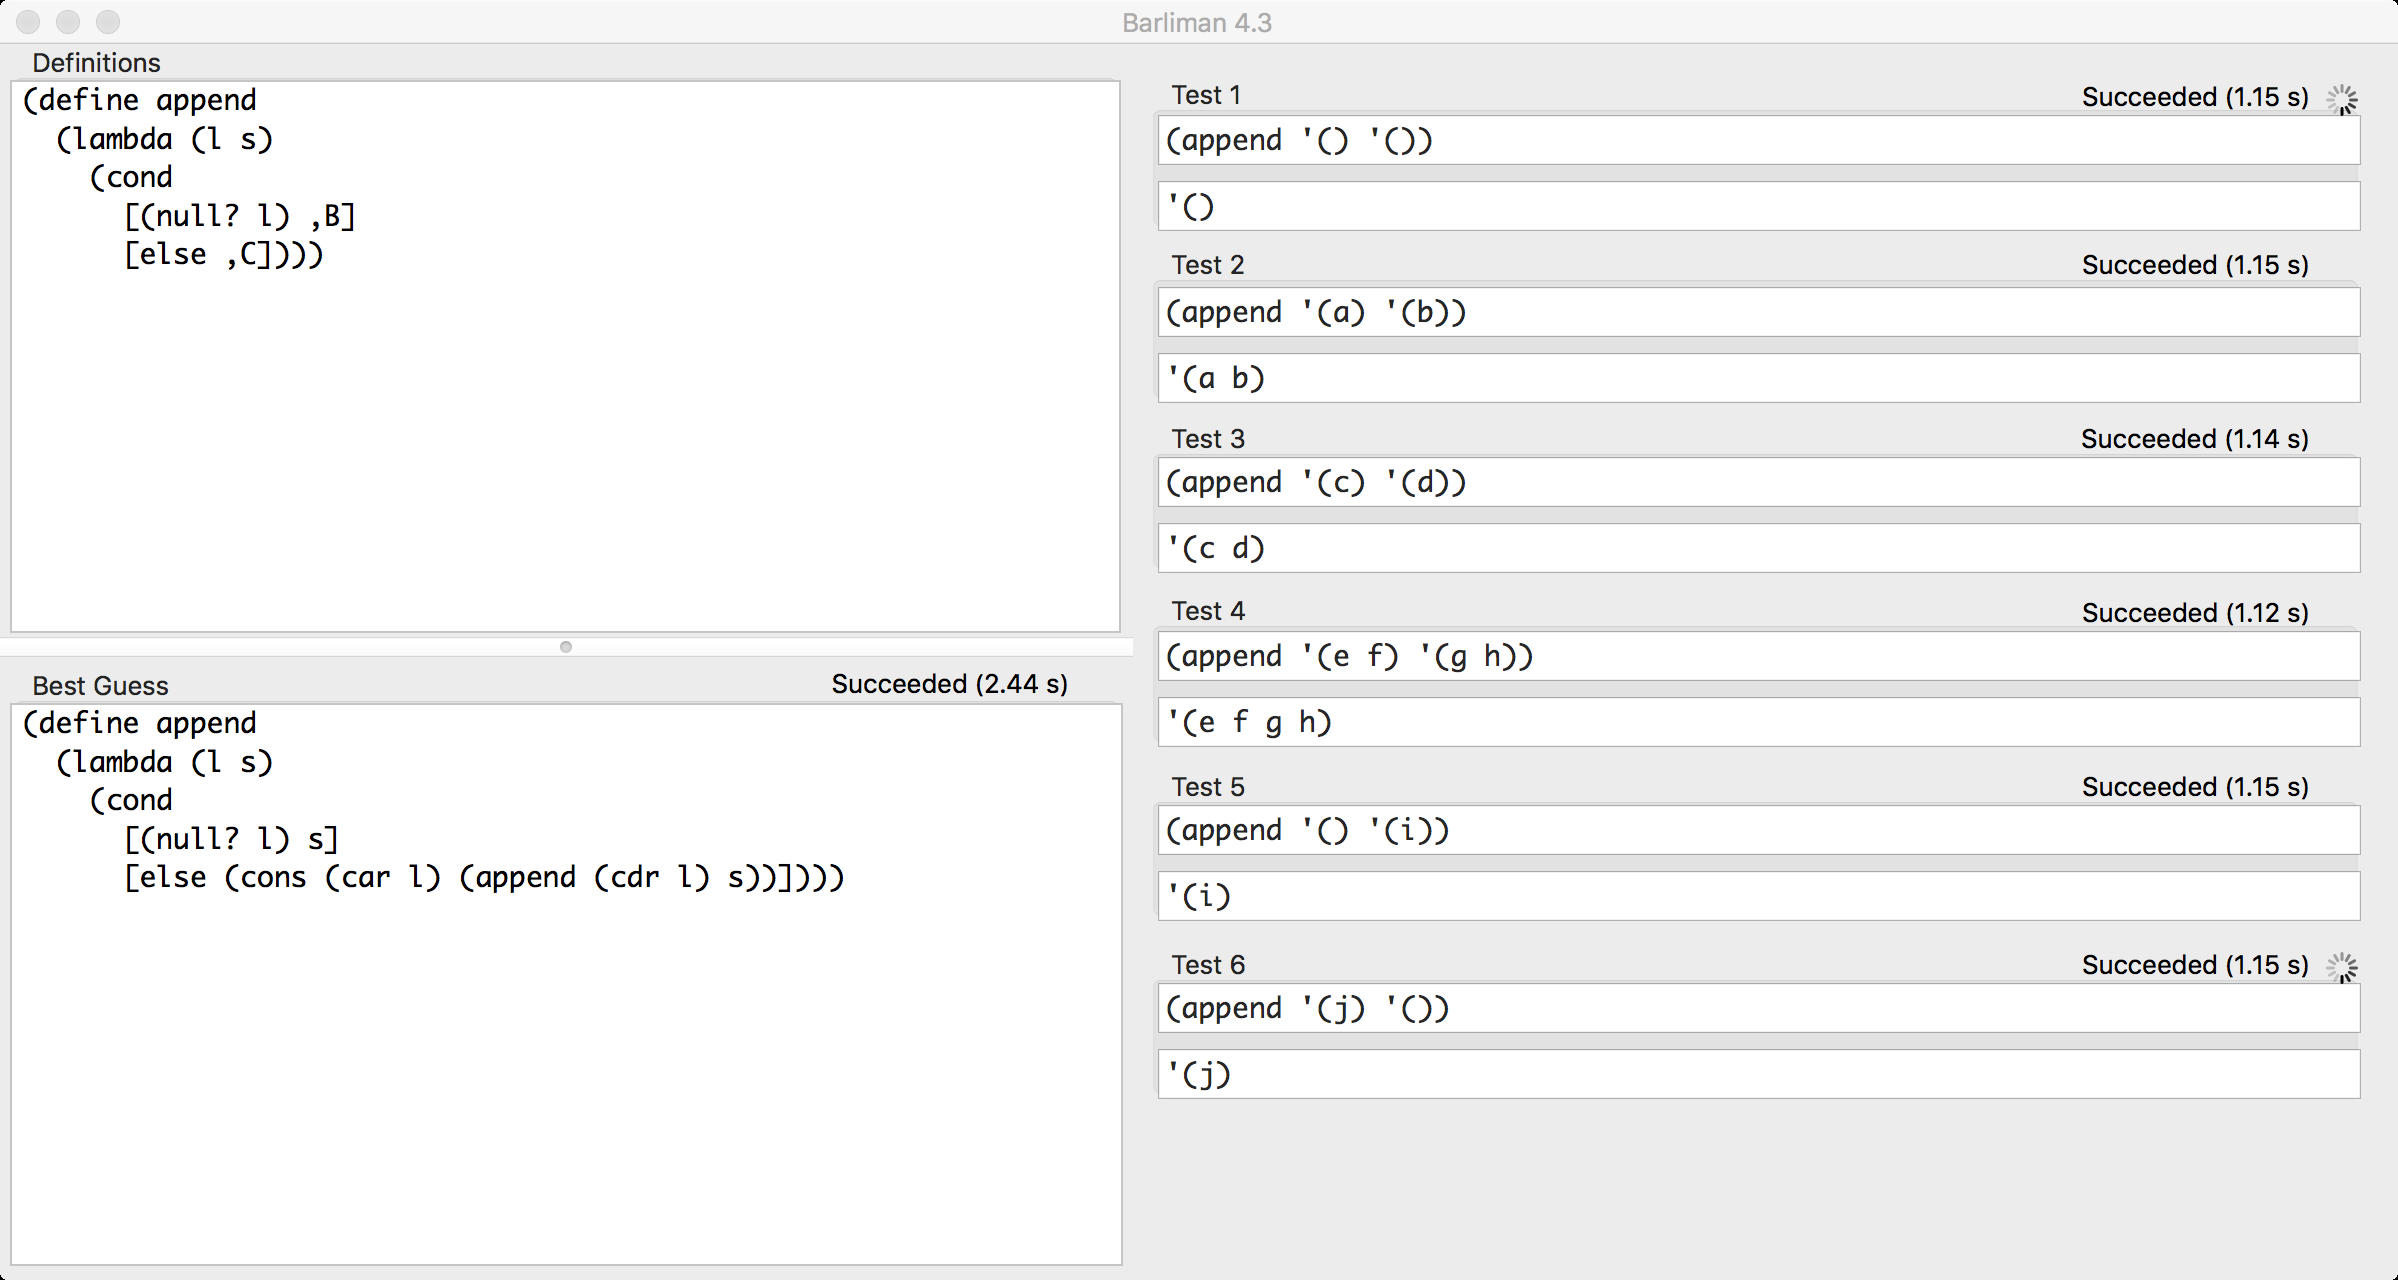 Barliman 4.3
Definitions
(define append
  (lambda (l s)
    (cond
      [(null? l) ,B]
      [else ,C])))
Best Guess Succeeded (2.44 s)
(define append
  (lambda (l s)
    (cond
      [(null? l) s]
      [else (cons (car l) (append (cdr l) s))])))
Test 1 Succeeded (1.15 s)
(append '() '())
'()
Test 2 Succeeded (1.15 s)
(append '(a) '(b))
'(a b)
Test 3 Succeeded (1.14 s)
(append '(c) '(d))
'(c d)
Test 4 Succeeded (1.12 s)
(append '(e f) '(g h))
'(e f g h)
Test 5 Succeeded (1.15 s)
(append '() '(i))
'(i)
Test 6 Succeeded (1.15 s)
(append '(j) '())
'(j)